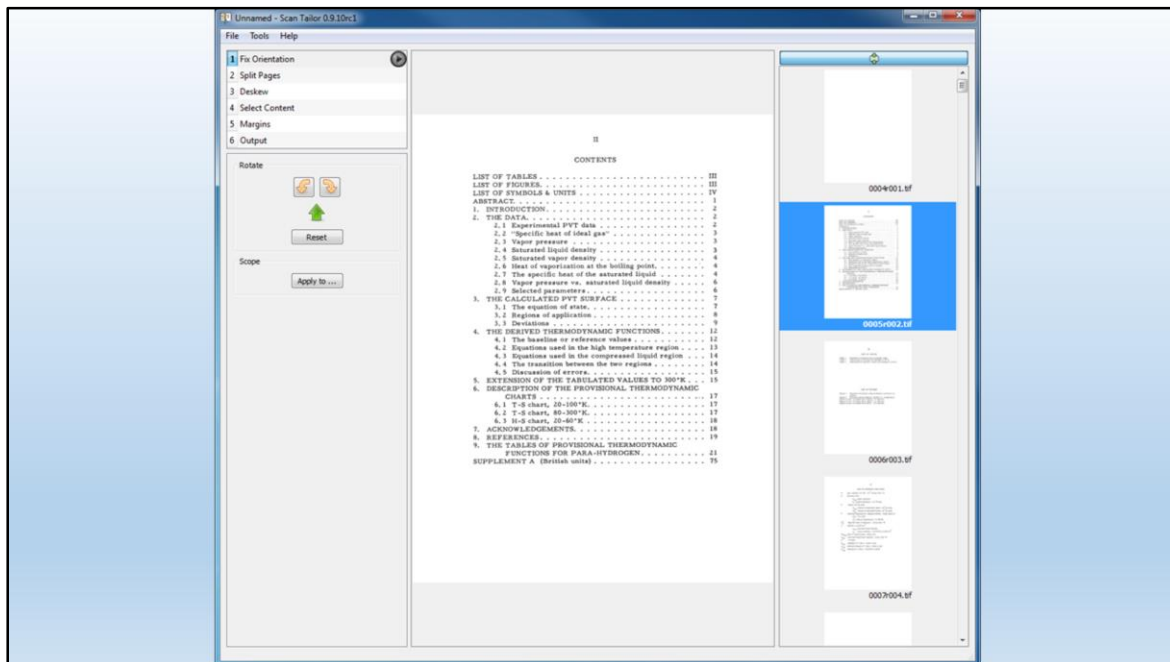 Unnamed - Scan Tailor 0.9.10rc1
File Tools Help
1 Fix Orientation
2 Split Pages
3 Deskew
4 Select Content
5 Margins
6 Output
Rotate
Reset
Scope
Apply to ...
II
CONTENTS
LIST OF TABLES . . . . . . . . . . . . . . . . . . . . . . . . III
LIST OF FIGURES. . . . . . . . . . . . . . . . . . . . . . . . III
LIST OF SYMBOLS & UNITS . . . . . . . . . . . . . . . . . . IV
ABSTRACT. . . . . . . . . . . . . . . . . . . . . . . . . . . 1
1. INTRODUCTION. . . . . . . . . . . . . . . . . . . . . . . 2
2. THE DATA. . . . . . . . . . . . . . . . . . . . . . . . . 2
2.1 Experimental PVT data . . . . . . . . . . . . . . . . 2
2.2 "Specific heat of ideal gas" . . . . . . . . . . . . . . 3
2.3 Vapor pressure . . . . . . . . . . . . . . . . . . . . 3
2.4 Saturated liquid density . . . . . . . . . . . . . . . . 3
2.5 Saturated vapor density . . . . . . . . . . . . . . . . 4
2.6 Heat of vaporization at the boiling point. . . . . . . . . 4
2.7 The specific heat of the saturated liquid . . . . . . . . 4
2.8 Vapor pressure vs. saturated liquid density . . . . . . . 6
2.9 Selected parameters . . . . . . . . . . . . . . . . . . 6
3. THE CALCULATED PVT SURFACE . . . . . . . . . . . . . . 7
3.1 The equation of state. . . . . . . . . . . . . . . . . . 7
3.2 Regions of application . . . . . . . . . . . . . . . . . 8
3.3 Deviations . . . . . . . . . . . . . . . . . . . . . . 9
4. THE DERIVED THERMODYNAMIC FUNCTIONS. . . . . . . . 12
4.1 The baseline or reference values . . . . . . . . . . . . 12
4.2 Equations used in the high temperature region . . . . 13
4.3 Equations used in the compressed liquid region . . . 14
4.4 The transition between the two regions . . . . . . . . . 14
4.5 Discussion of errors. . . . . . . . . . . . . . . . . . 15
5. EXTENSION OF THE TABULATED VALUES TO 300°K . . . 15
6. DESCRIPTION OF THE PROVISIONAL THERMODYNAMIC
CHARTS . . . . . . . . . . . . . . . . . . . . . . . . 17
6.1 T-S chart, 20-100°K. . . . . . . . . . . . . . . . . . 17
6.2 T-S chart, 80-300°K. . . . . . . . . . . . . . . . . . 17
6.3 H-S chart, 20-60°K . . . . . . . . . . . . . . . . . . 18
7. ACKNOWLEDGEMENTS. . . . . . . . . . . . . . . . . . . 18
8. REFERENCES. . . . . . . . . . . . . . . . . . . . . . . 19
9. THE TABLES OF PROVISIONAL THERMODYNAMIC
FUNCTIONS FOR PARA-HYDROGEN. . . . . . . . . . . 21
SUPPLEMENT A (British units) . . . . . . . . . . . . . . . . . 75
0004r001.tif
0005r002.tif
0006r003.tif
0007r004.tif